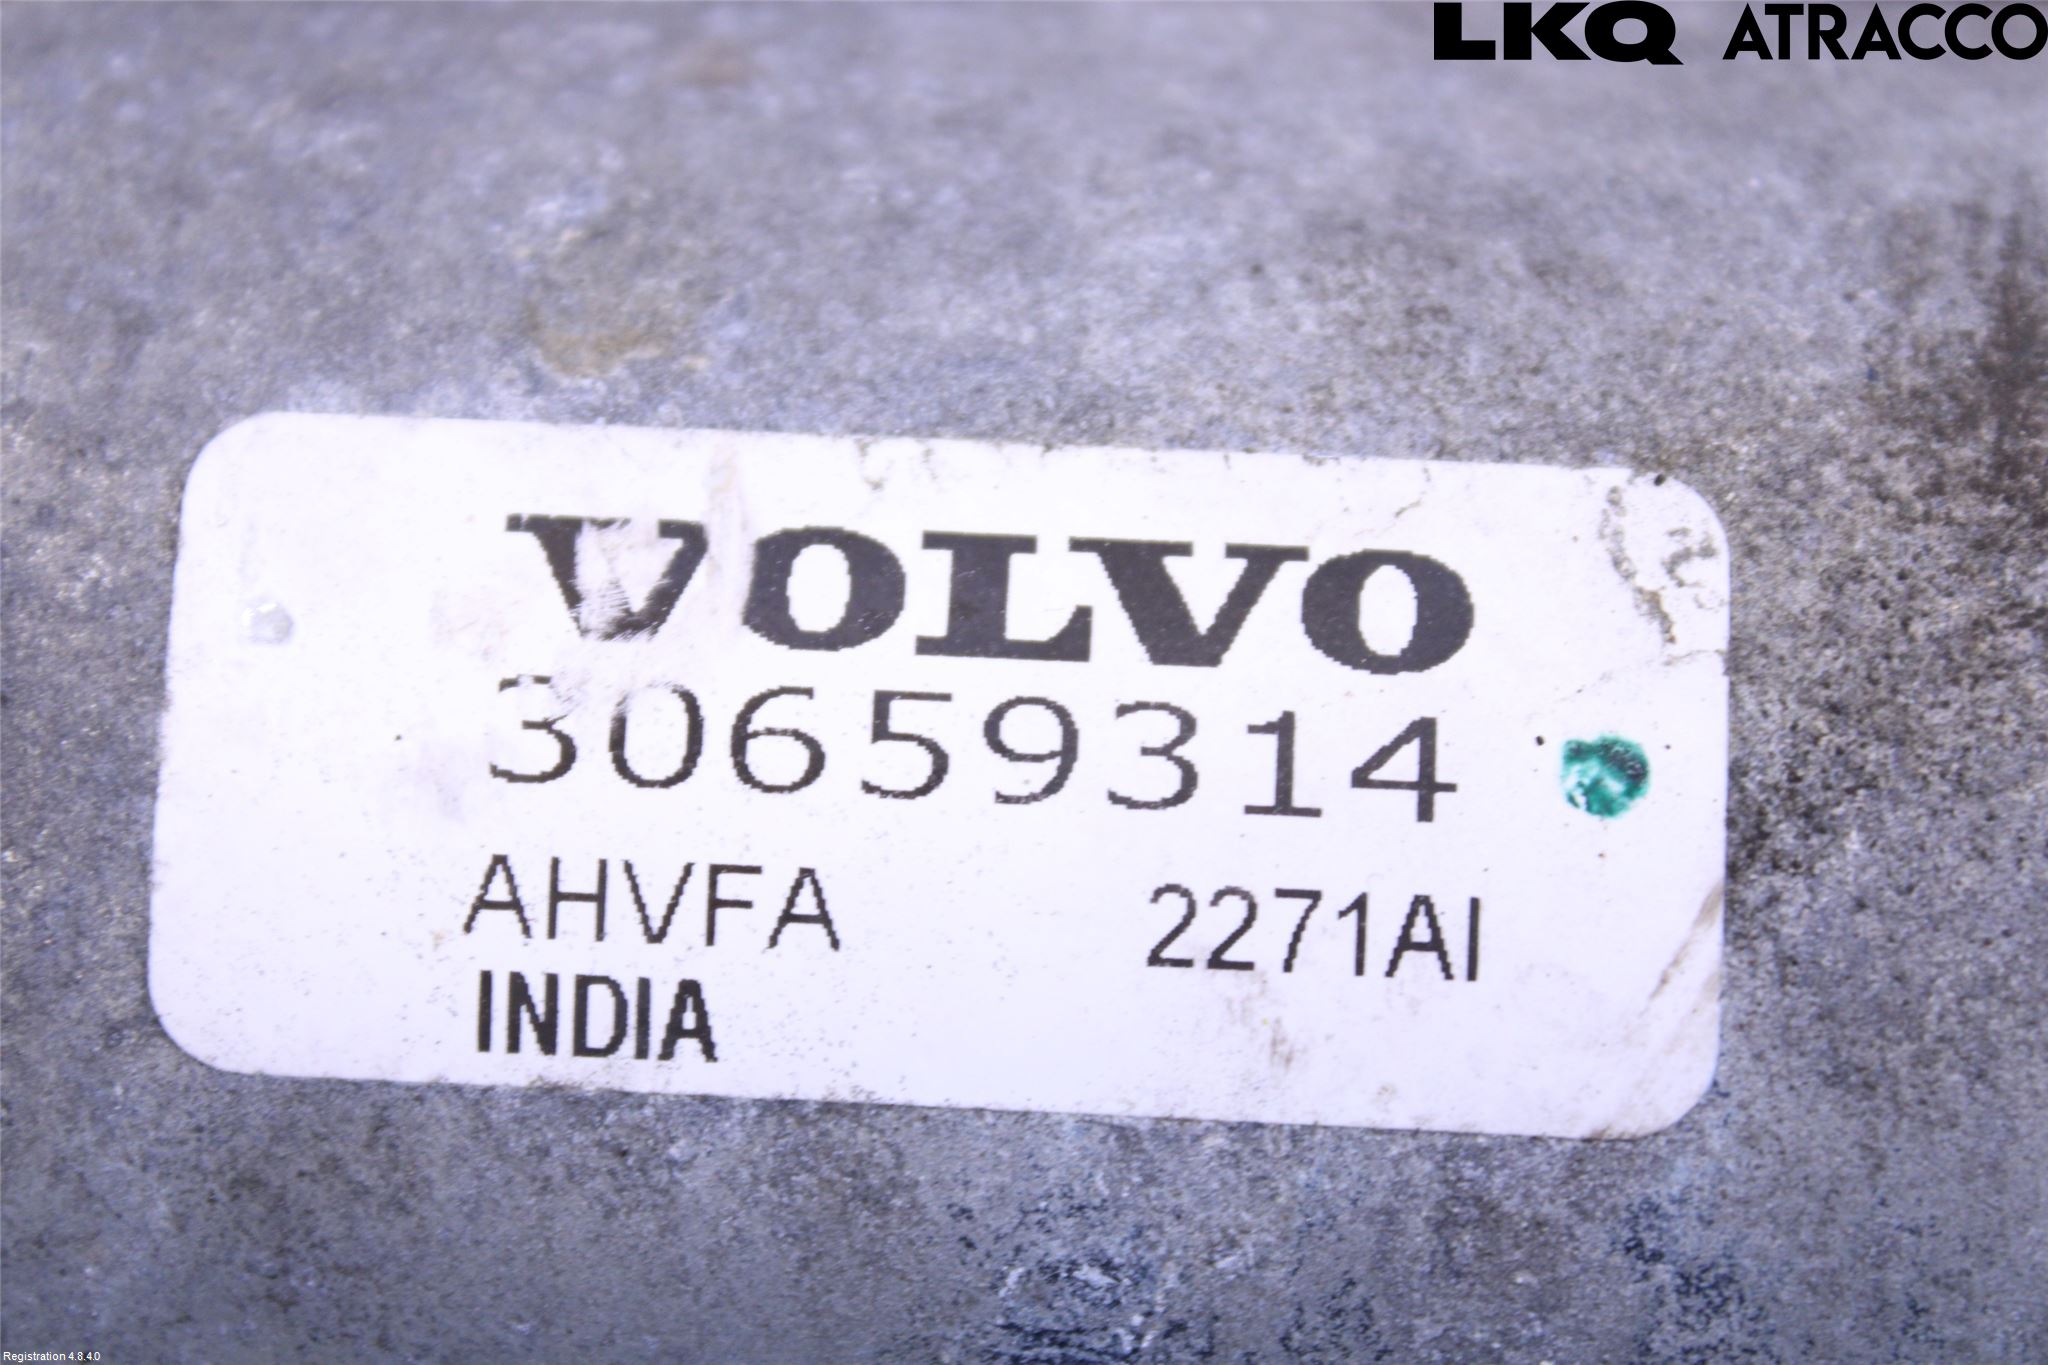 LKQ ATRACCO
VOLVO
30659314
AHVFA 2271AI
INDIA
Registration 4.8.4.0